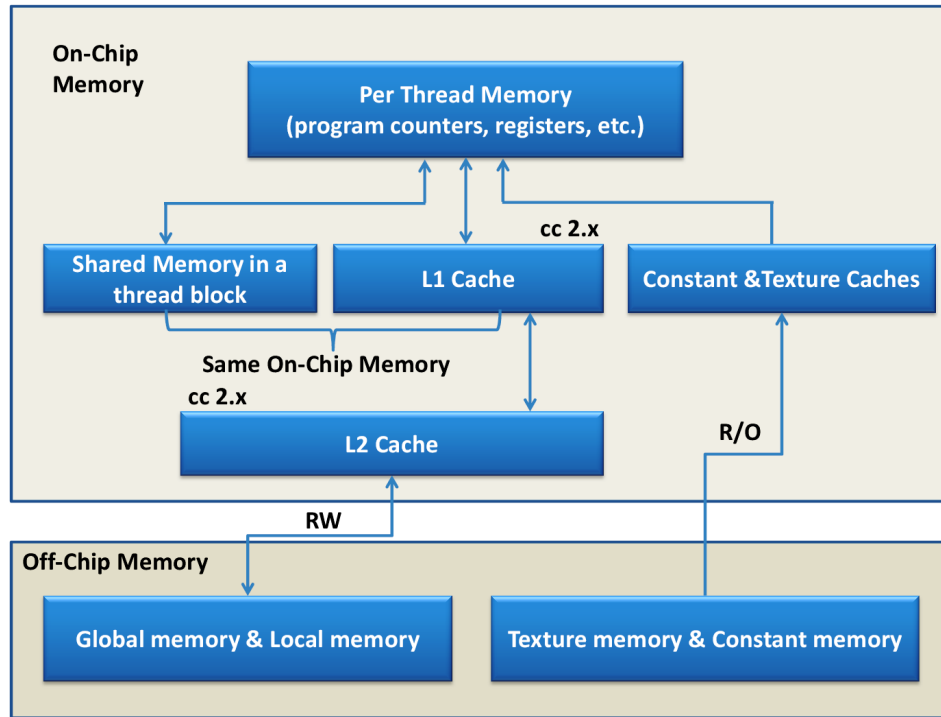 On-Chip
Memory
Per Thread Memory
(program counters, registers, etc.)
cc 2.x
Shared Memory in a
thread block
L1 Cache
Constant &Texture Caches
Same On-Chip Memory
cc 2.x
L2 Cache
R/O
RW
Off-Chip Memory
Global memory & Local memory
Texture memory & Constant memory